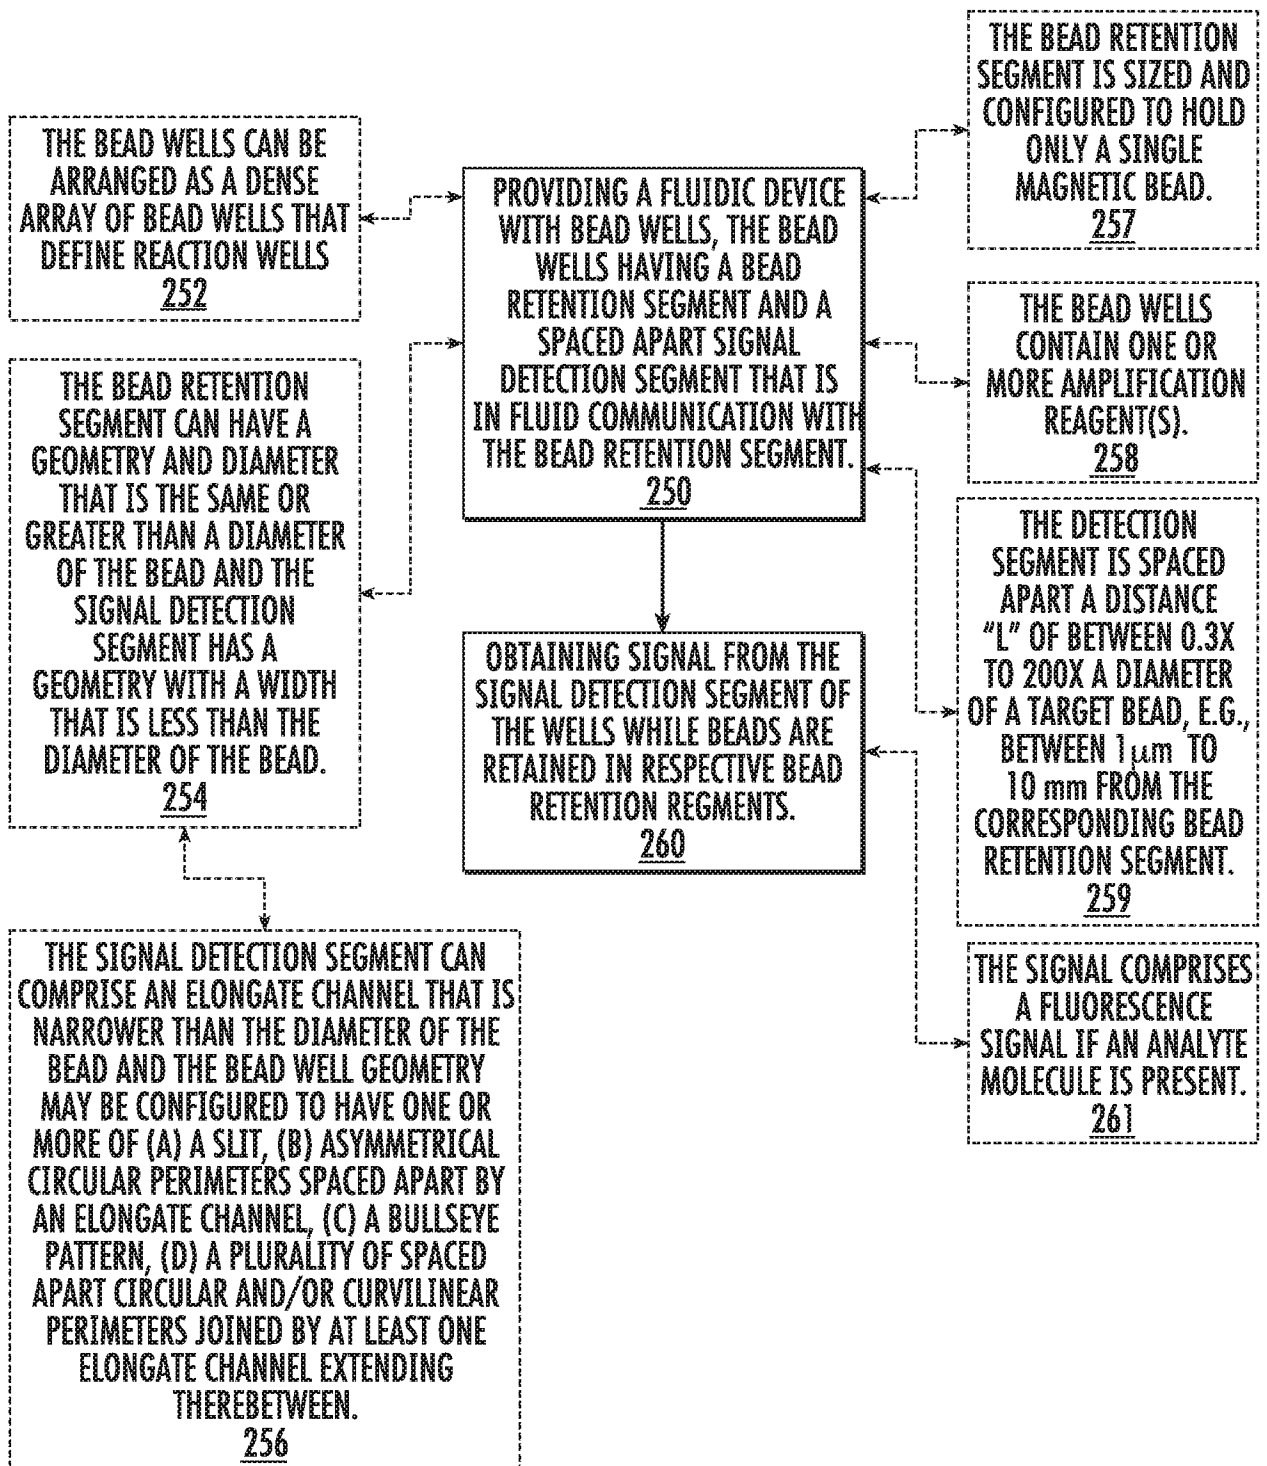 THE BEAD WELLS CAN BE
ARRANGED AS A DENSE
ARRAY OF BEAD WELLS THAT
DEFINE REACTION WELLS
252
THE BEAD RETENTION
SEGMENT CAN HAVE A
GEOMETRY AND DIAMETER
THAT IS THE SAME OR
GREATER THAN A DIAMETER
OF THE BEAD AND THE
SIGNAL DETECTION
SEGMENT HAS A
GEOMETRY WITH A WIDTH
THAT IS LESS THAN THE
DIAMETER OF THE BEAD.
254
THE SIGNAL DETECTION SEGMENT CAN
COMPRISE AN ELONGATE CHANNEL THAT IS
NARROWER THAN THE DIAMETER OF THE
BEAD AND THE BEAD WELL GEOMETRY
MAY BE CONFIGURED TO HAVE ONE OR
MORE OF (A) A SLIT, (B) ASYMMETRICAL
CIRCULAR PERIMETERS SPACED APART BY
AN ELONGATE CHANNEL, (C) A BULLSEYE
PATTERN, (D) A PLURALITY OF SPACED
APART CIRCULAR AND/OR CURVILINEAR
PERIMETERS JOINED BY AT LEAST ONE
ELONGATE CHANNEL EXTENDING
THEREBETWEEN.
256
PROVIDING A FLUIDIC DEVICE
WITH BEAD WELLS, THE BEAD
WELLS HAVING A BEAD
RETENTION SEGMENT AND A
SPACED APART SIGNAL
DETECTION SEGMENT THAT IS
IN FLUID COMMUNICATION WITH
THE BEAD RETENTION SEGMENT.
250
OBTAINING SIGNAL FROM THE
SIGNAL DETECTION SEGMENT OF
THE WELLS WHILE BEADS ARE
RETAINED IN RESPECTIVE BEAD
RETENTION REGMENTS.
260
THE BEAD RETENTION
SEGMENT IS SIZED AND
CONFIGURED TO HOLD
ONLY A SINGLE
MAGNETIC BEAD.
257
THE BEAD WELLS
CONTAIN ONE OR
MORE AMPLIFICATION
REAGENT(S).
258
THE DETECTION
SEGMENT IS SPACED
APART A DISTANCE
“L” OF BETWEEN 0.3X
TO 200X A DIAMETER
OF A TARGET BEAD, E.G.,
BETWEEN 1μm TO
10 mm FROM THE
CORRESPONDING BEAD
RETENTION SEGMENT.
259
THE SIGNAL COMPRISES
A FLUORESCENCE
SIGNAL IF AN ANALYTE
MOLECULE IS PRESENT.
261